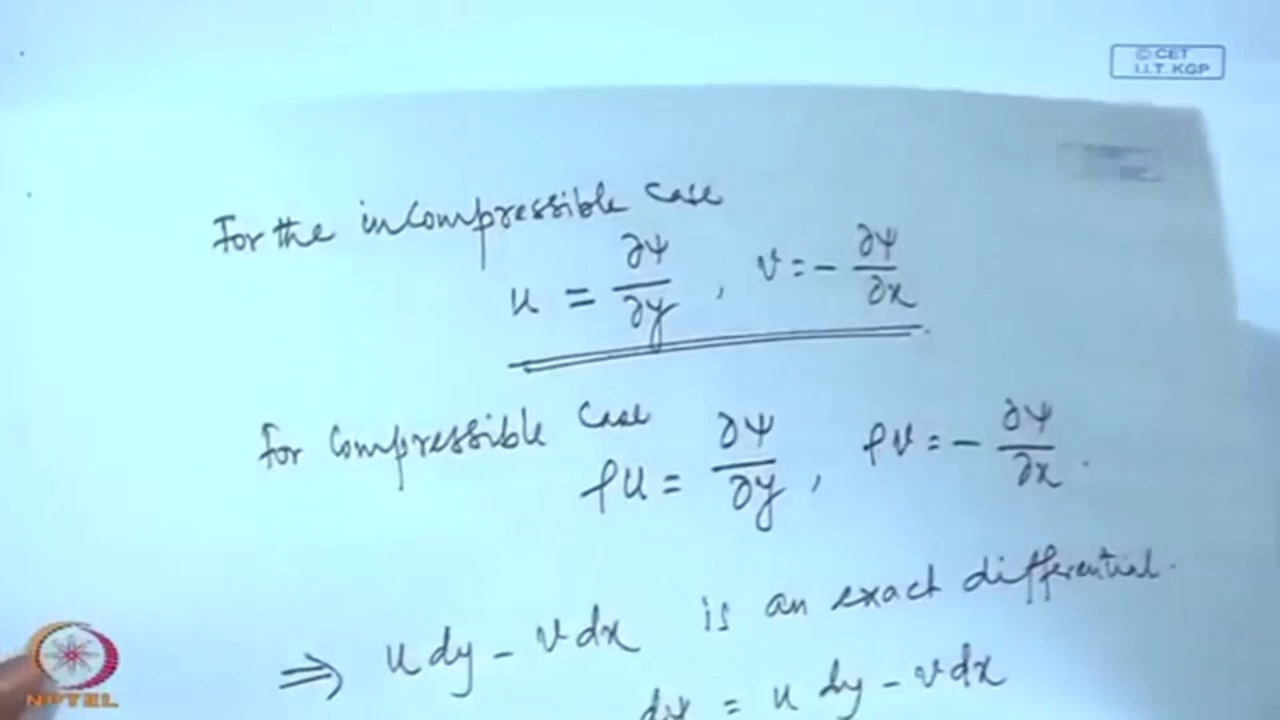 © CET
I.I.T. KGP
For the incompressible case
u = ∂ψ/∂y , v = - ∂ψ/∂x
For compressible case
ρu = ∂ψ/∂y , ρv = - ∂ψ/∂x .
⇒ u dy - v dx is an exact differential.
dψ = u dy - v dx
NPTEL